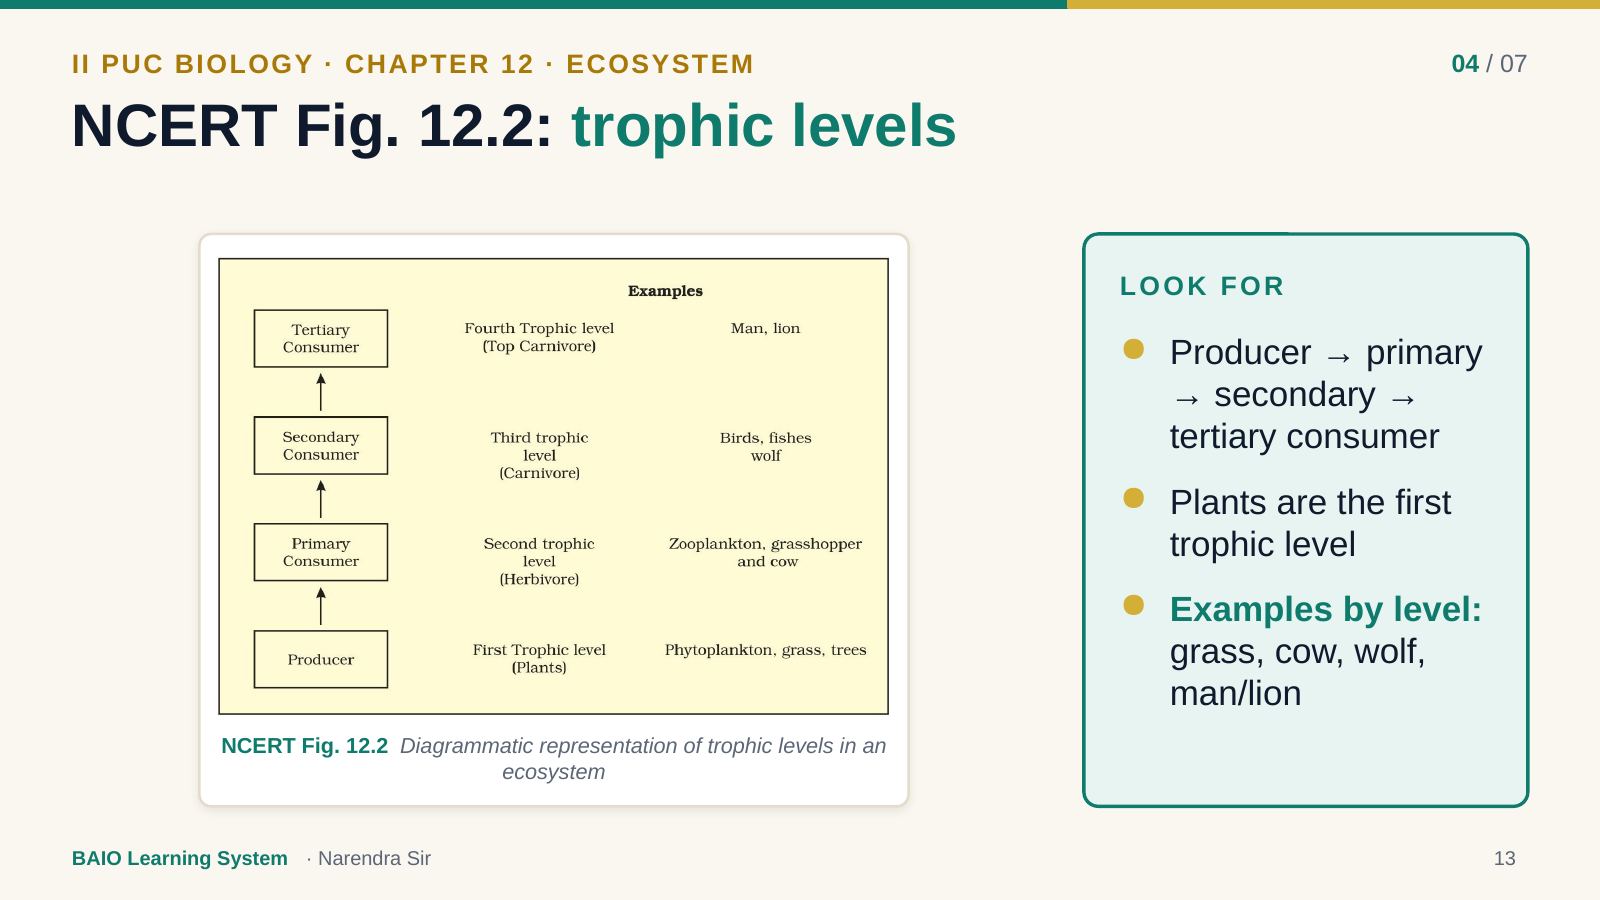 II PUC BIOLOGY · CHAPTER 12 · ECOSYSTEM
04 / 07
NCERT Fig. 12.2: trophic levels
Examples
Tertiary
Consumer
Fourth Trophic level
(Top Carnivore)
Man, lion
Secondary
Consumer
Third trophic
level
(Carnivore)
Birds, fishes
wolf
Primary
Consumer
Second trophic
level
(Herbivore)
Zooplankton, grasshopper
and cow
Producer
First Trophic level
(Plants)
Phytoplankton, grass, trees
NCERT Fig. 12.2 Diagrammatic representation of trophic levels in an
ecosystem
LOOK FOR
Producer → primary
→ secondary →
tertiary consumer
Plants are the first
trophic level
Examples by level:
grass, cow, wolf,
man/lion
BAIO Learning System · Narendra Sir
13